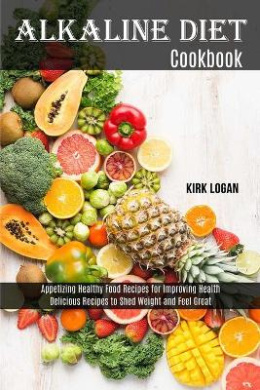 ALKALINE DIET
Cookbook
KIRK LOGAN
Appetizing Healthy Food Recipes for Improving Health
Delicious Recipes to Shed Weight and Feel Great